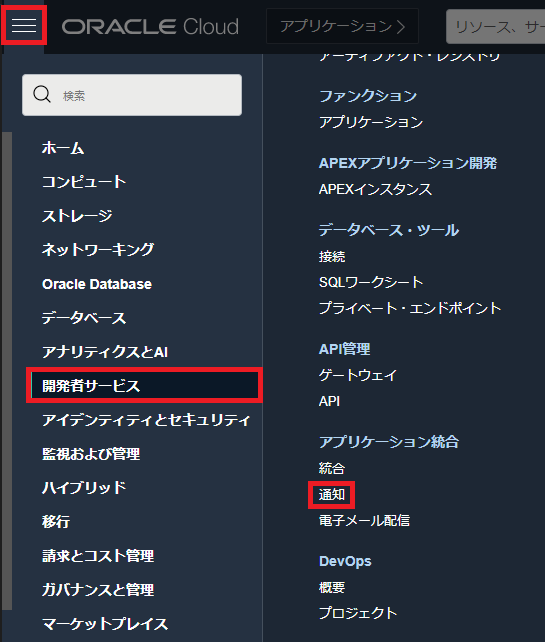 ORACLE Cloud
アプリケーション
リソース、サー
検索
ホーム
コンピュート
ストレージ
ネットワーキング
Oracle Database
データベース
アナリティクスとAI
開発者サービス
アイデンティティとセキュリティ
監視および管理
ハイブリッド
移行
請求とコスト管理
ガバナンスと管理
マーケットプレイス
アーティファクト・レジストリ
ファンクション
アプリケーション
APEXアプリケーション開発
APEXインスタンス
データベース・ツール
接続
SQLワークシート
プライベート・エンドポイント
API管理
ゲートウェイ
API
アプリケーション統合
統合
通知
電子メール配信
DevOps
概要
プロジェクト